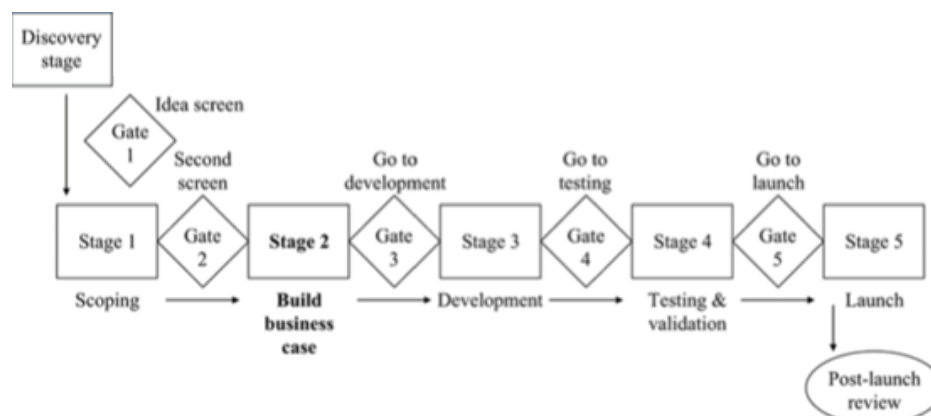 Discovery
stage
Idea screen
Gate
1
Second
screen
Go to
development
Go to
testing
Go to
launch
Stage 1
Gate
2
Stage 2
Gate
3
Stage 3
Gate
4
Stage 4
Gate
5
Stage 5
Scoping
Build
business
case
Development
Testing &
validation
Launch
Post-launch
review